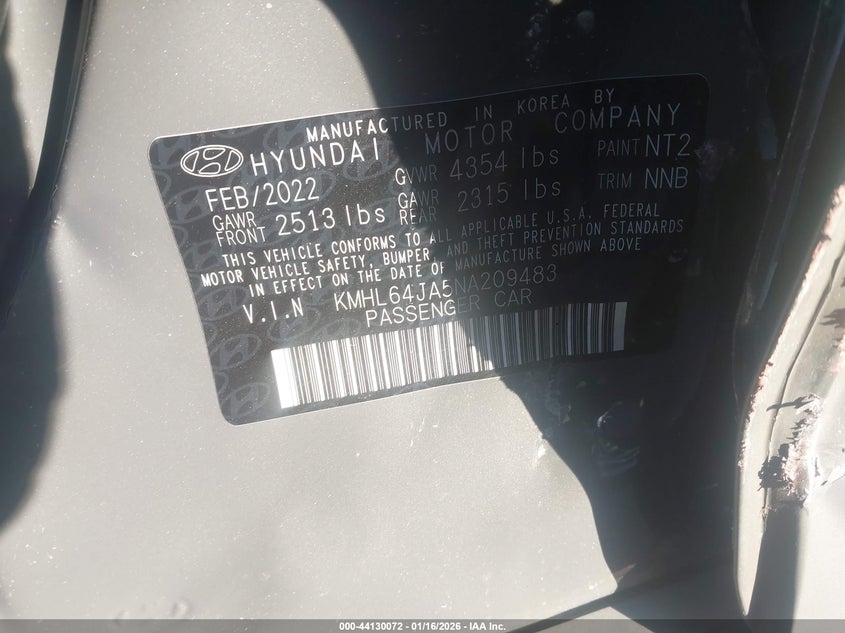 MANUFACTURED IN KOREA BY
HYUNDAI MOTOR COMPANY
FEB/2022 GVWR 4354 lbs PAINT NT2
GAWR FRONT 2513 lbs GAWR REAR 2315 lbs TRIM NNB
THIS VEHICLE CONFORMS TO ALL APPLICABLE U.S.A. FEDERAL
MOTOR VEHICLE SAFETY, BUMPER, AND THEFT PREVENTION STANDARDS
IN EFFECT ON THE DATE OF MANUFACTURE SHOWN ABOVE
V.I.N KMHL64JA5NA209483
PASSENGER CAR
000-44130072 - 01/16/2026 - IAA Inc.